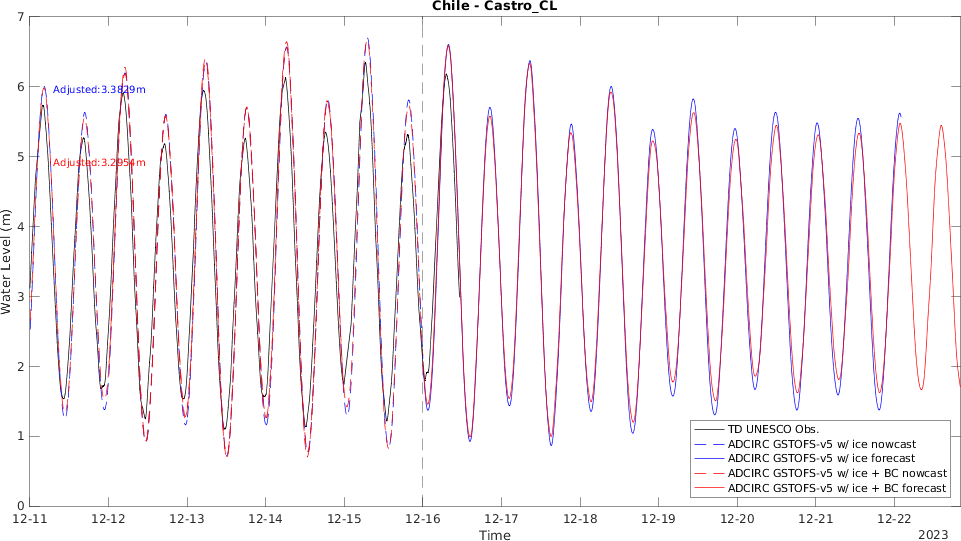 Chile - Castro_CL
7
6
5
4
3
2
1
0
Water Level (m)
Adjusted:3.3829m
Adjusted:3.2954m
TD UNESCO Obs.
ADCIRC GSTOFS-v5 w/ ice nowcast
ADCIRC GSTOFS-v5 w/ ice forecast
ADCIRC GSTOFS-v5 w/ ice + BC nowcast
ADCIRC GSTOFS-v5 w/ ice + BC forecast
12-11 12-12 12-13 12-14 12-15 12-16 12-17 12-18 12-19 12-20 12-21 12-22
Time
2023